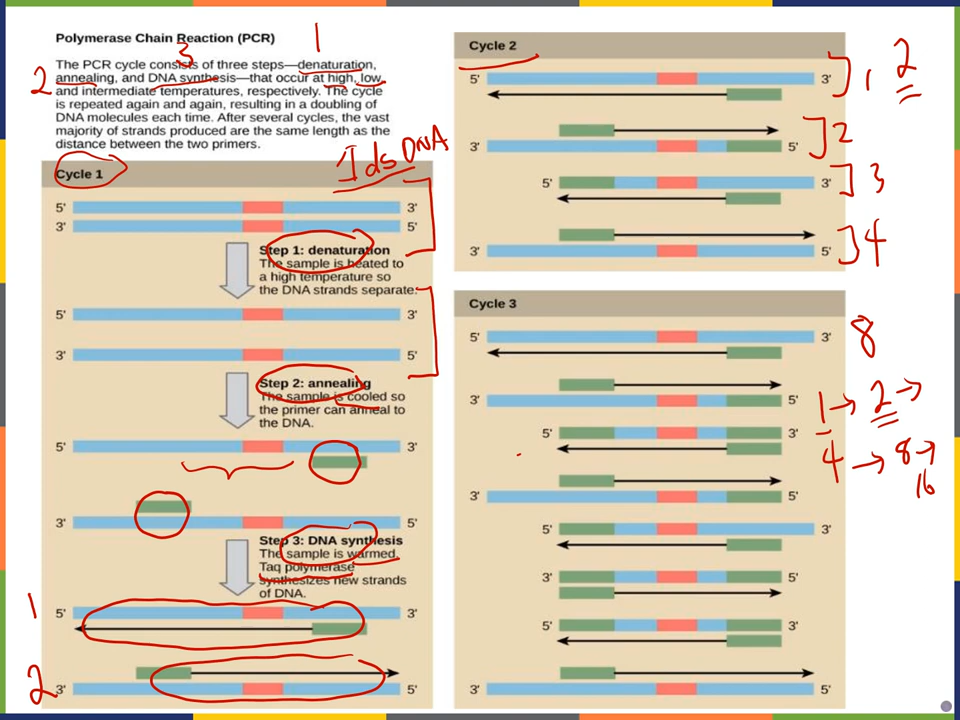 Polymerase Chain Reaction (PCR)
3
1
The PCR cycle consists of three steps—denaturation,
2
annealing, and DNA synthesis—that occur at high, low,
and intermediate temperatures, respectively. The cycle
is repeated again and again, resulting in a doubling of
DNA molecules each time. After several cycles, the vast
majority of strands produced are the same length as the
distance between the two primers.
1 ds DNA
Cycle 1
5' 3'
3' 5'
Step 1: denaturation
The sample is heated to
a high temperature so
the DNA strands separate.
5' 3'
3' 5'
Step 2: annealing
The sample is cooled so
the primer can anneal to
the DNA.
5' 3'
3' 5'
Step 3: DNA synthesis
The sample is warmed.
Taq polymerase
synthesizes new strands
of DNA.
1
5' 3'
2
3' 5'
Cycle 2
5' 3'
1 2
3' 5'
2
5' 3'
3
3' 5'
4
Cycle 3
5' 3'
8
3' 5'
1 → 2 →
5' 3'
4 → 8 →
16
3' 5'
5' 3'
3' 5'
5' 3'
3' 5'